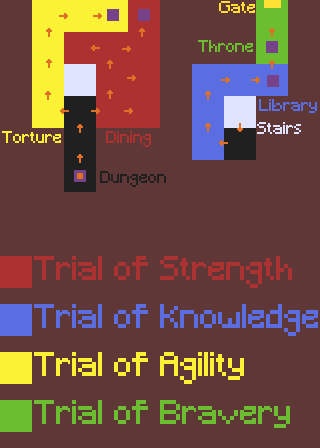 Gate
Throne
Library
Stairs
Torture
Dining
Dungeon
Trial of Strength
Trial of Knowledge
Trial of Agility
Trial of Bravery